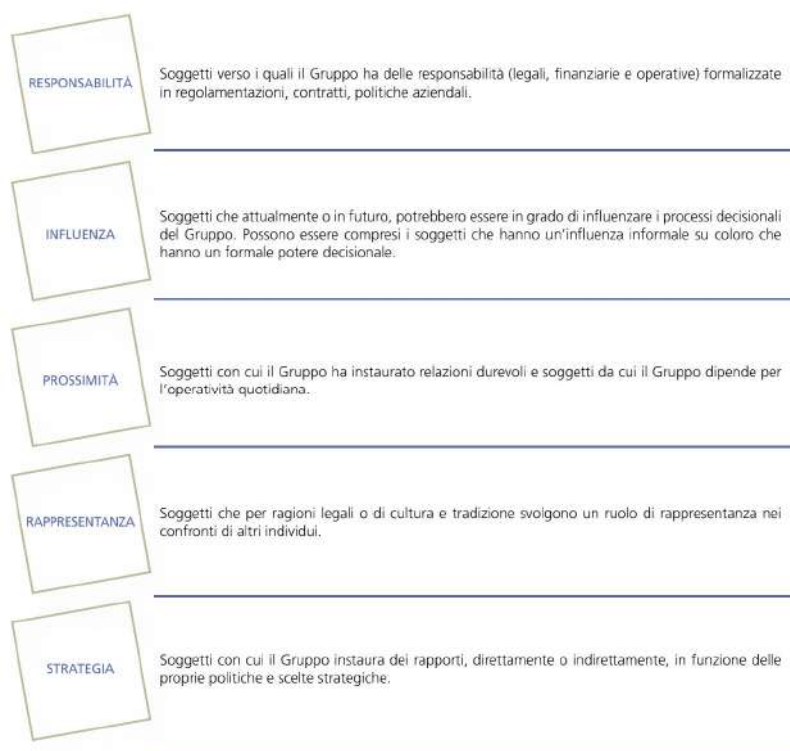 RESPONSABILITÀ
Soggetti verso i quali il Gruppo ha delle responsabilità (legali, finanziarie e operative) formalizzate
in regolamentazioni, contratti, politiche aziendali.
INFLUENZA
Soggetti che attualmente o in futuro, potrebbero essere in grado di influenzare i processi decisionali
del Gruppo. Possono essere compresi i soggetti che hanno un'influenza informale su coloro che
hanno un formale potere decisionale.
PROSSIMITÀ
Soggetti con cui il Gruppo ha instaurato relazioni durevoli e soggetti da cui il Gruppo dipende per
l'operatività quotidiana.
RAPPRESENTANZA
Soggetti che per ragioni legali o di cultura e tradizione svolgono un ruolo di rappresentanza nei
confronti di altri individui.
STRATEGIA
Soggetti con cui il Gruppo instaura dei rapporti, direttamente o indirettamente, in funzione delle
proprie politiche e scelte strategiche.